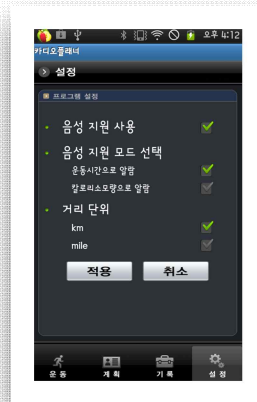 오후 4:12
카디오플래너
설정
프로그램 설정
음성 지원 사용
음성 지원 모드 선택
운동시간으로 알람
칼로리소모량으로 알람
거리 단위
km
mile
적용 취소
운동 계획 기록 설정